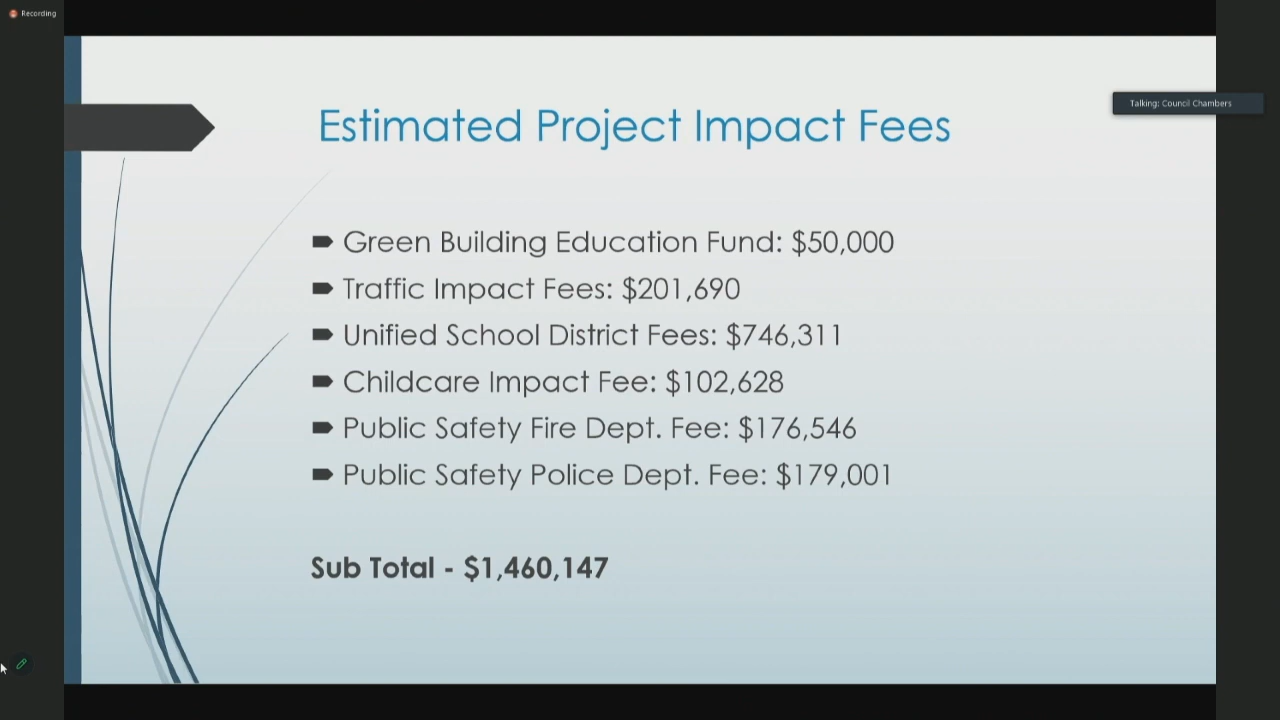 Recording
Talking: Council Chambers
Estimated Project Impact Fees
Green Building Education Fund: $50,000
Traffic Impact Fees: $201,690
Unified School District Fees: $746,311
Childcare Impact Fee: $102,628
Public Safety Fire Dept. Fee: $176,546
Public Safety Police Dept. Fee: $179,001
Sub Total - $1,460,147